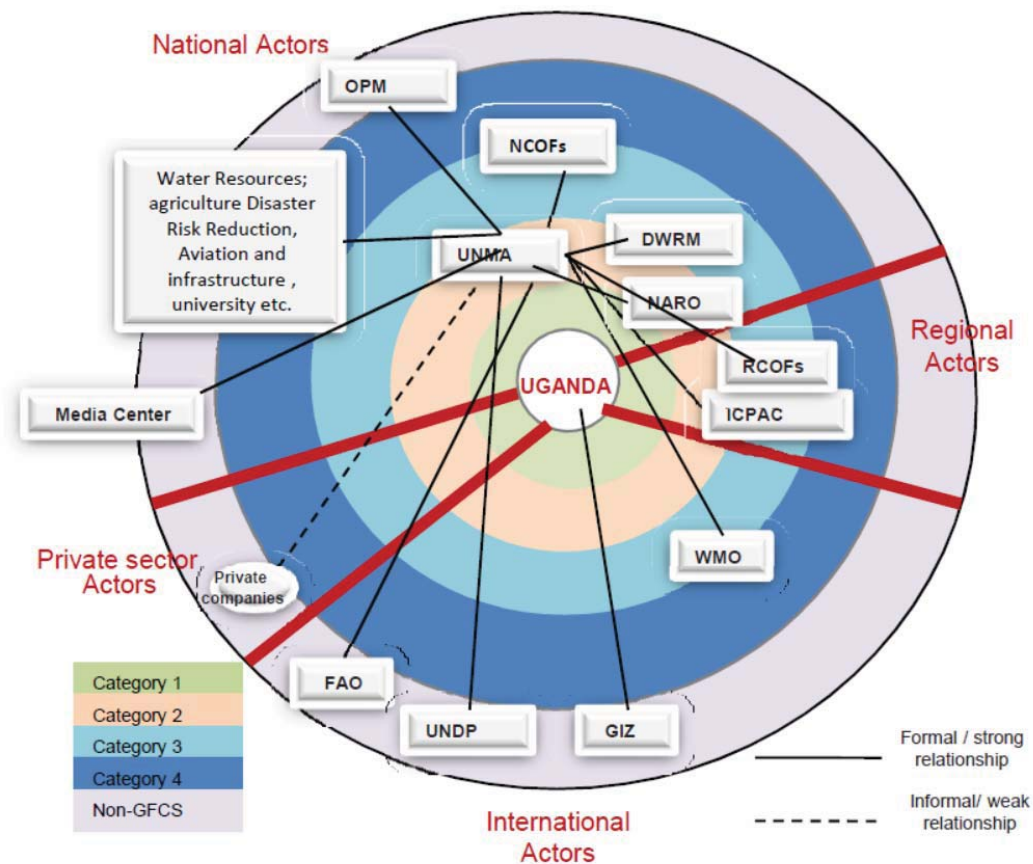 National Actors
OPM
NCOFs
Water Resources;
agriculture Disaster
Risk Reduction,
Aviation and
infrastructure ,
university etc.
UNMA
DWRM
NARO
Regional
Actors
RCOFs
UGANDA
ICPAC
Media Center
WMO
Private sector
Actors
Private
companies
FAO
UNDP
GIZ
Category 1
Category 2
Category 3
Category 4
Non-GFCS
Formal / strong
relationship
Informal/ weak
relationship
International
Actors